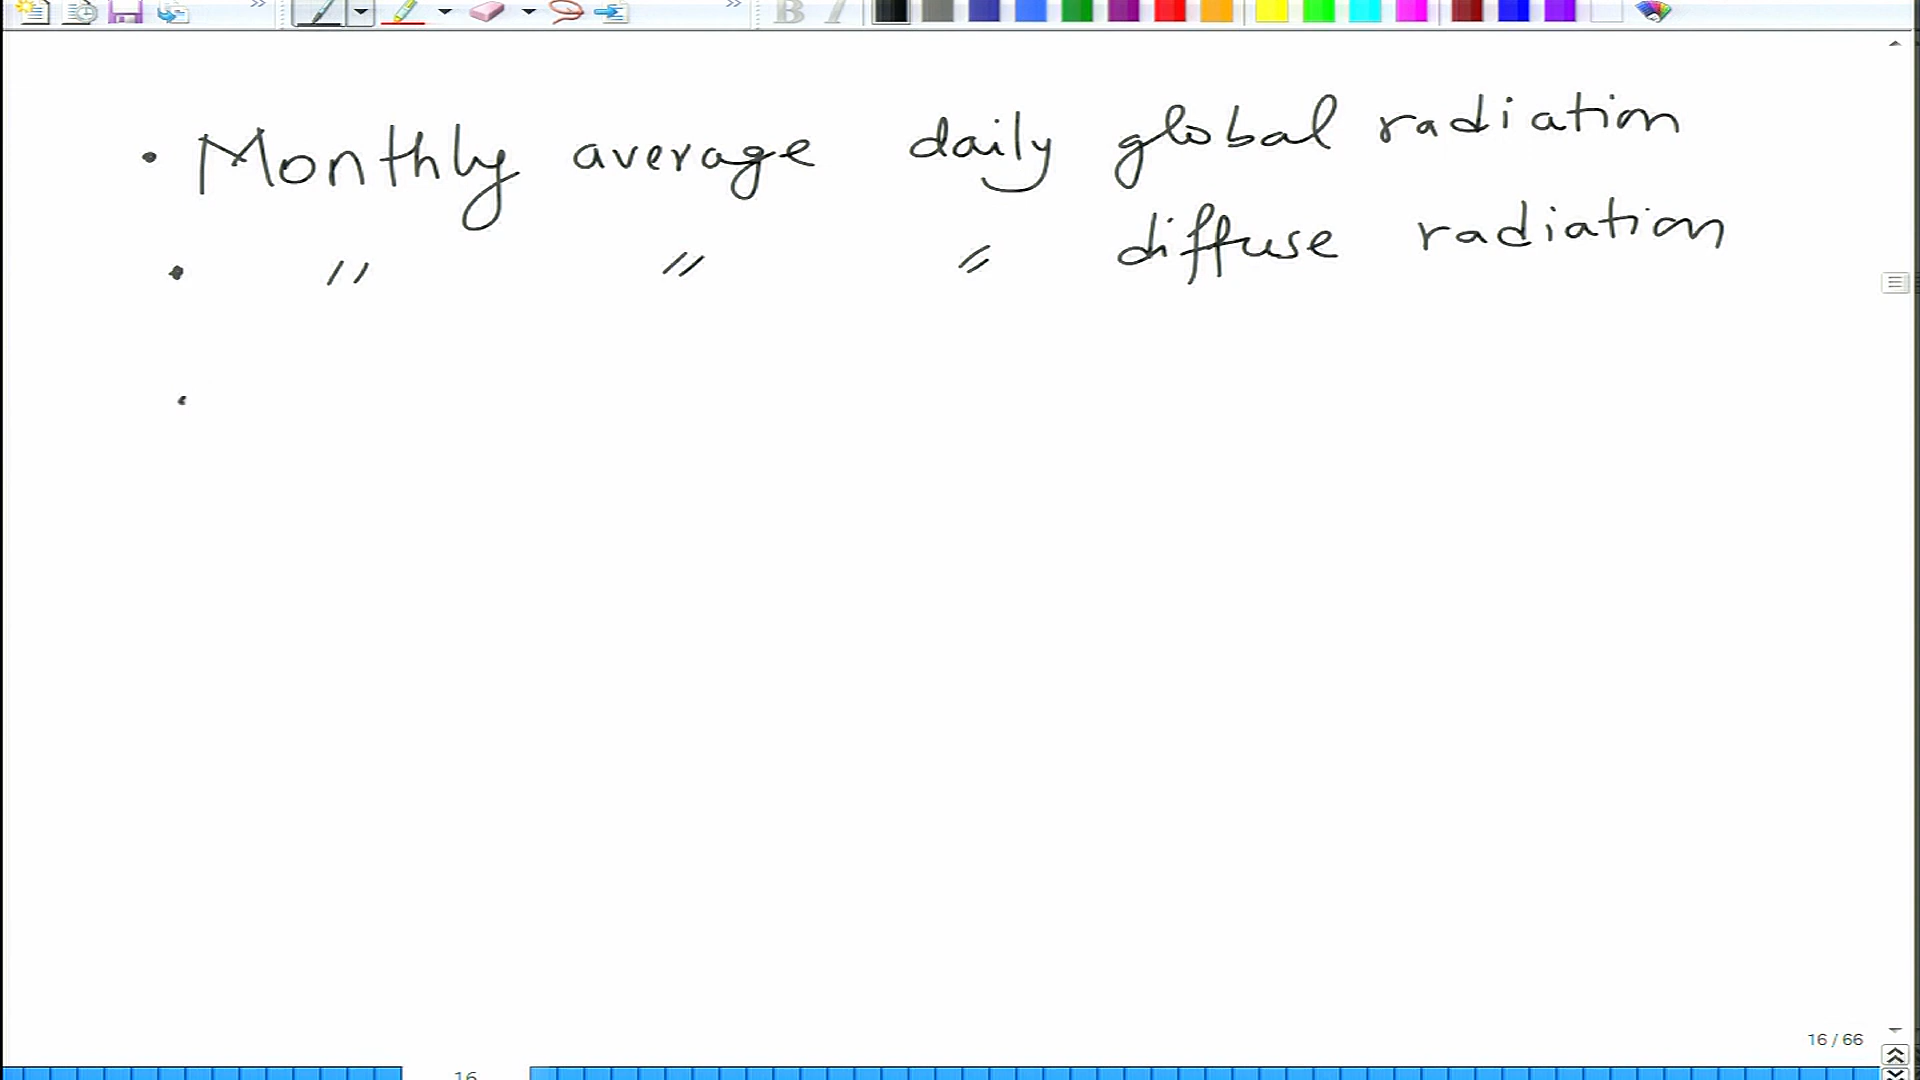 • Monthly average daily global radiation
• " " " diffuse radiation
•
16 / 66
16